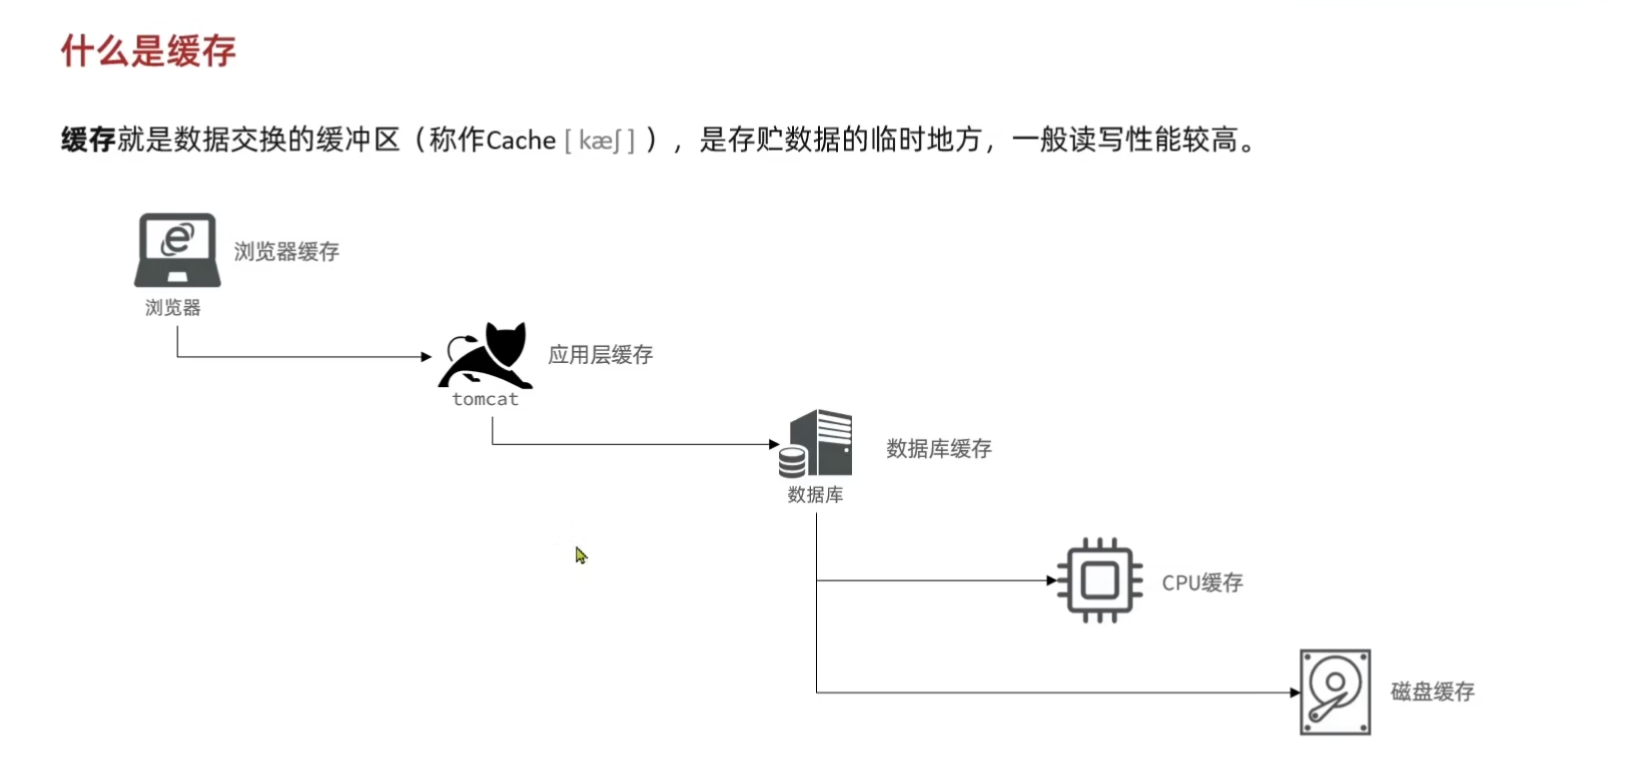 什么是缓存
缓存就是数据交换的缓冲区（称作Cache [ kæʃ ] ），是存贮数据的临时地方，一般读写性能较高。
浏览器缓存
浏览器
应用层缓存
tomcat
数据库缓存
数据库
CPU缓存
磁盘缓存